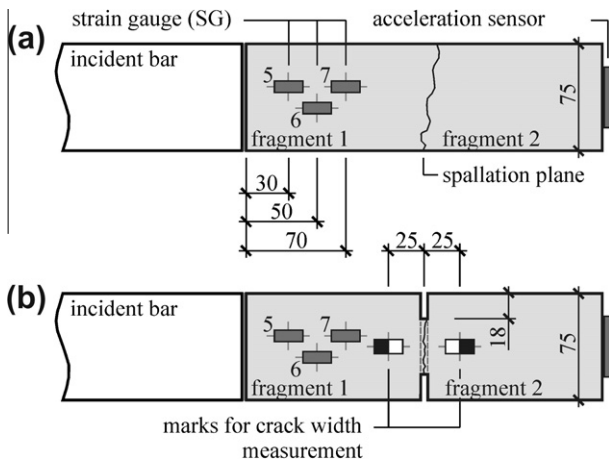 strain gauge (SG)
acceleration sensor
(a)
incident bar
5
7
6
75
fragment 1
fragment 2
spallation plane
30
50
70
25
25
(b)
incident bar
5
7
6
18
75
fragment 1
fragment 2
marks for crack width
measurement